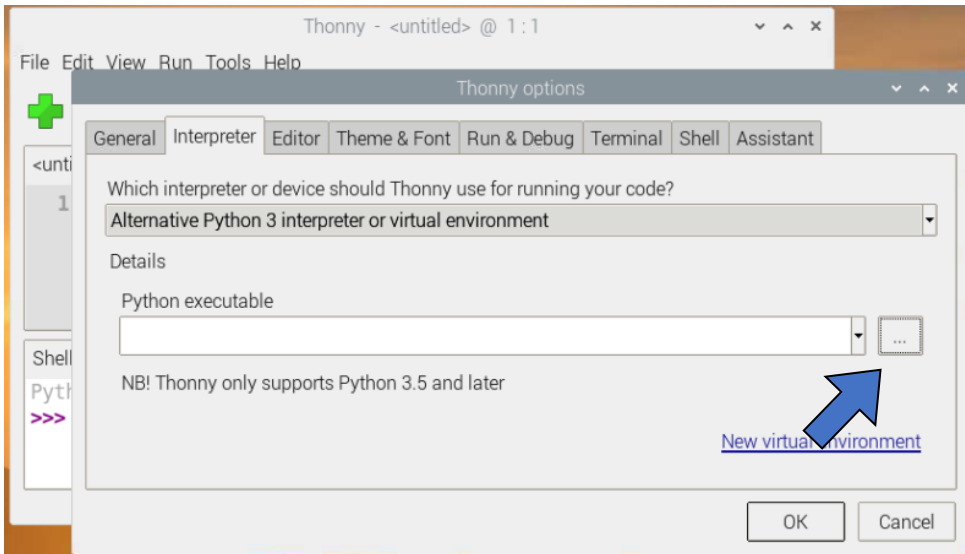 Thonny - <untitled> @ 1:1
File Edit View Run Tools Help
Thonny options
General Interpreter Editor Theme & Font Run & Debug Terminal Shell Assistant
<unti
Which interpreter or device should Thonny use for running your code?
1
Alternative Python 3 interpreter or virtual environment
Details
Python executable
...
Shell
NB! Thonny only supports Python 3.5 and later
Pyth
>>>
New virtual environment
OK Cancel